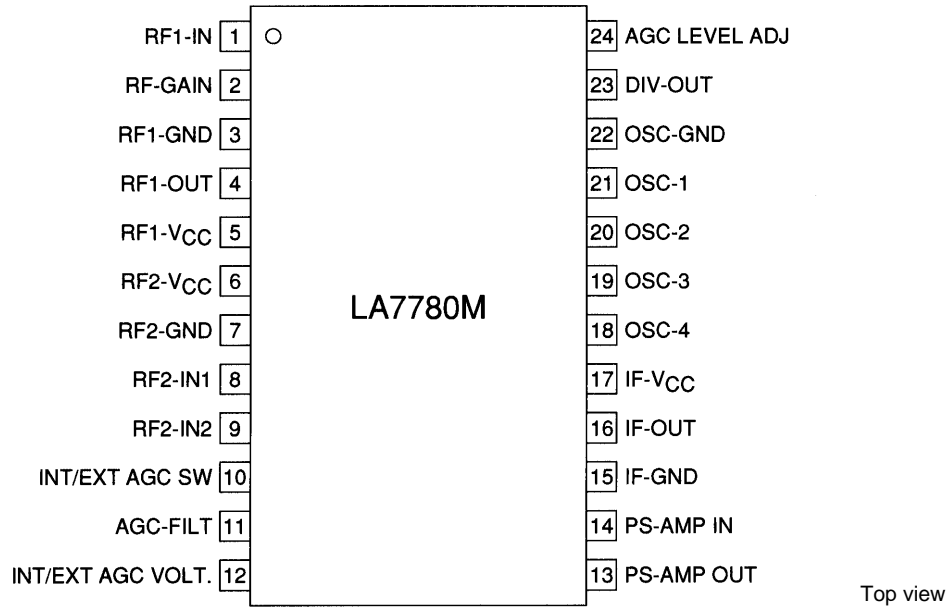 RF1-IN 1 24 AGC LEVEL ADJ
RF-GAIN 2 23 DIV-OUT
RF1-GND 3 22 OSC-GND
RF1-OUT 4 21 OSC-1
RF1-VCC 5 20 OSC-2
RF2-VCC 6 19 OSC-3
LA7780M
RF2-GND 7 18 OSC-4
RF2-IN1 8 17 IF-VCC
RF2-IN2 9 16 IF-OUT
INT/EXT AGC SW 10 15 IF-GND
AGC-FILT 11 14 PS-AMP IN
INT/EXT AGC VOLT. 12 13 PS-AMP OUT
Top view